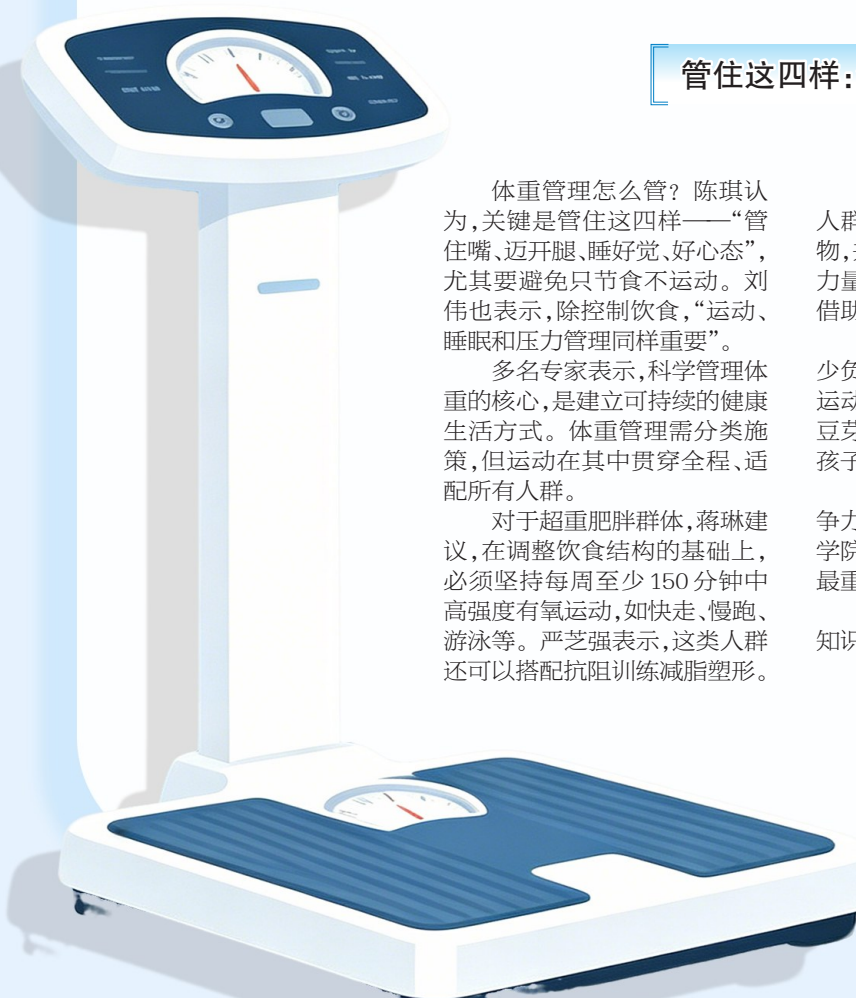 管住这四样:
体重管理怎么管?陈琪认
为,关键是管住这四样——“管
住嘴、迈开腿、睡好觉、好心态”,
尤其要避免只节食不运动。刘
伟也表示,除控制饮食,“运动、
睡眠和压力管理同样重要”。
多名专家表示,科学管理体
重的核心,是建立可持续的健康
生活方式。体重管理需分类施
策,但运动在其中贯穿全程、适
配所有人群。
对于超重肥胖群体,蒋琳建
议,在调整饮食结构的基础上,
必须坚持每周至少150分钟中
高强度有氧运动,如快走、慢跑、
游泳等。严芝强表示,这类人群
还可以搭配抗阻训练减脂塑形。
人群
物,
力量
借助
少负
运动
豆芽
孩子
争力
学院
最重
知识